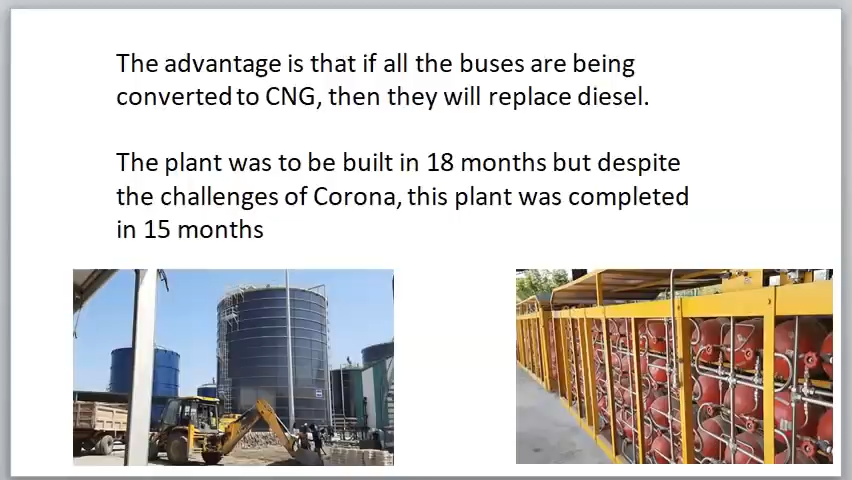 The advantage is that if all the buses are being
converted to CNG, then they will replace diesel.
The plant was to be built in 18 months but despite
the challenges of Corona, this plant was completed
in 15 months